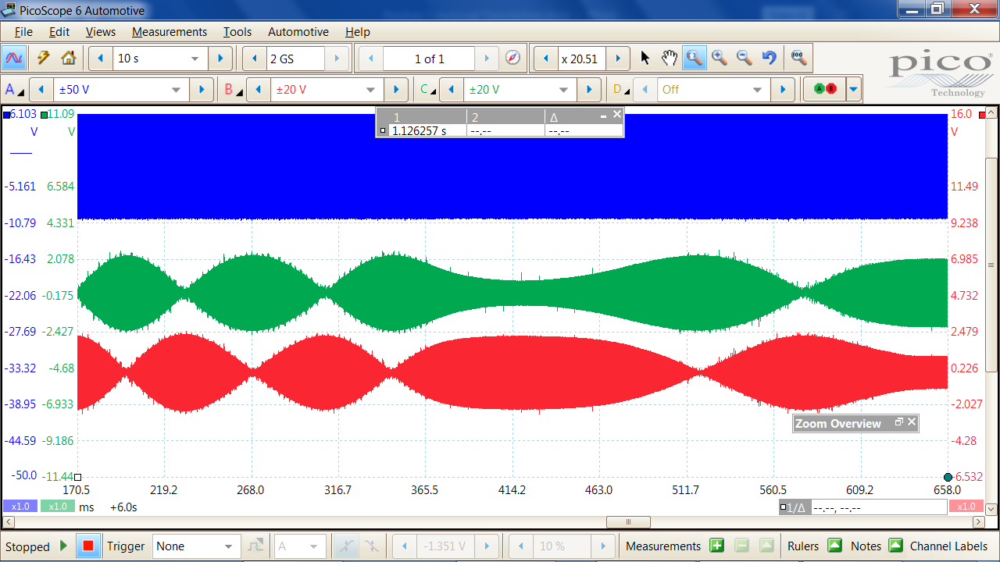 PicoScope 6 Automotive
File Edit Views Measurements Tools Automotive Help
10 s 2 GS 1 of 1 x 20.51
pico
Technology
A ±50 V B ±20 V C ±20 V D Off A B
6.103 11.09 1 2 Δ 16.0
V V 1.126257 s --.-- --.-- V
-5.161 6.584 11.49
-10.79 4.331 9.238
-16.43 2.078 6.985
-22.06 -0.175 4.732
-27.69 -2.427 2.479
-33.32 -4.68 0.226
-38.95 -6.933 -2.027
Zoom Overview
-44.59 -9.186 -4.28
-50.0 -11.44 -6.532
170.5 219.2 268.0 316.7 365.5 414.2 463.0 511.7 560.5 609.2 658.0
x1.0 x1.0 ms +6.0s 1/Δ --.--, --.-- x1.0
Stopped Trigger None A -1.351 V 10 % Measurements Rulers Notes Channel Labels